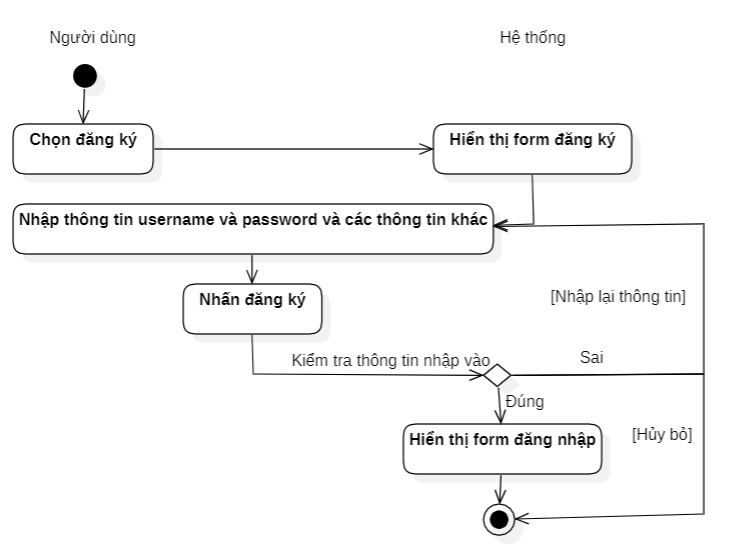 Người dùng
Hệ thống
Chọn đăng ký
Hiển thị form đăng ký
Nhập thông tin username và password và các thông tin khác
Nhấn đăng ký
[Nhập lại thông tin]
Kiểm tra thông tin nhập vào
Sai
Đúng
Hiển thị form đăng nhập
[Hủy bỏ]